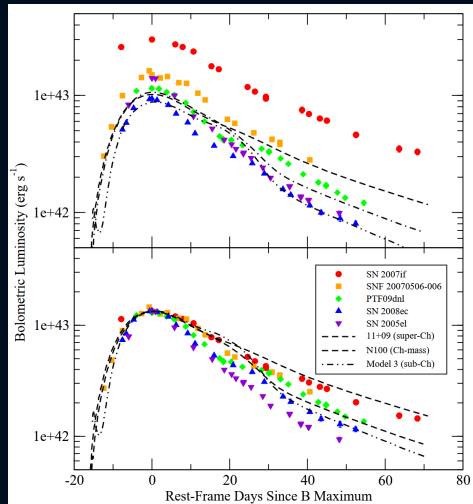 1e+43
1e+42
Bolometric Luminosity (erg s⁻¹)
SN 2007if
SNF 20070506-006
PTF09dnl
SN 2008ec
SN 2005el
11+09 (super-Ch)
N100 (Ch-mass)
Model 3 (sub-Ch)
1e+43
1e+42
-20 0 20 40 60 80
Rest-Frame Days Since B Maximum